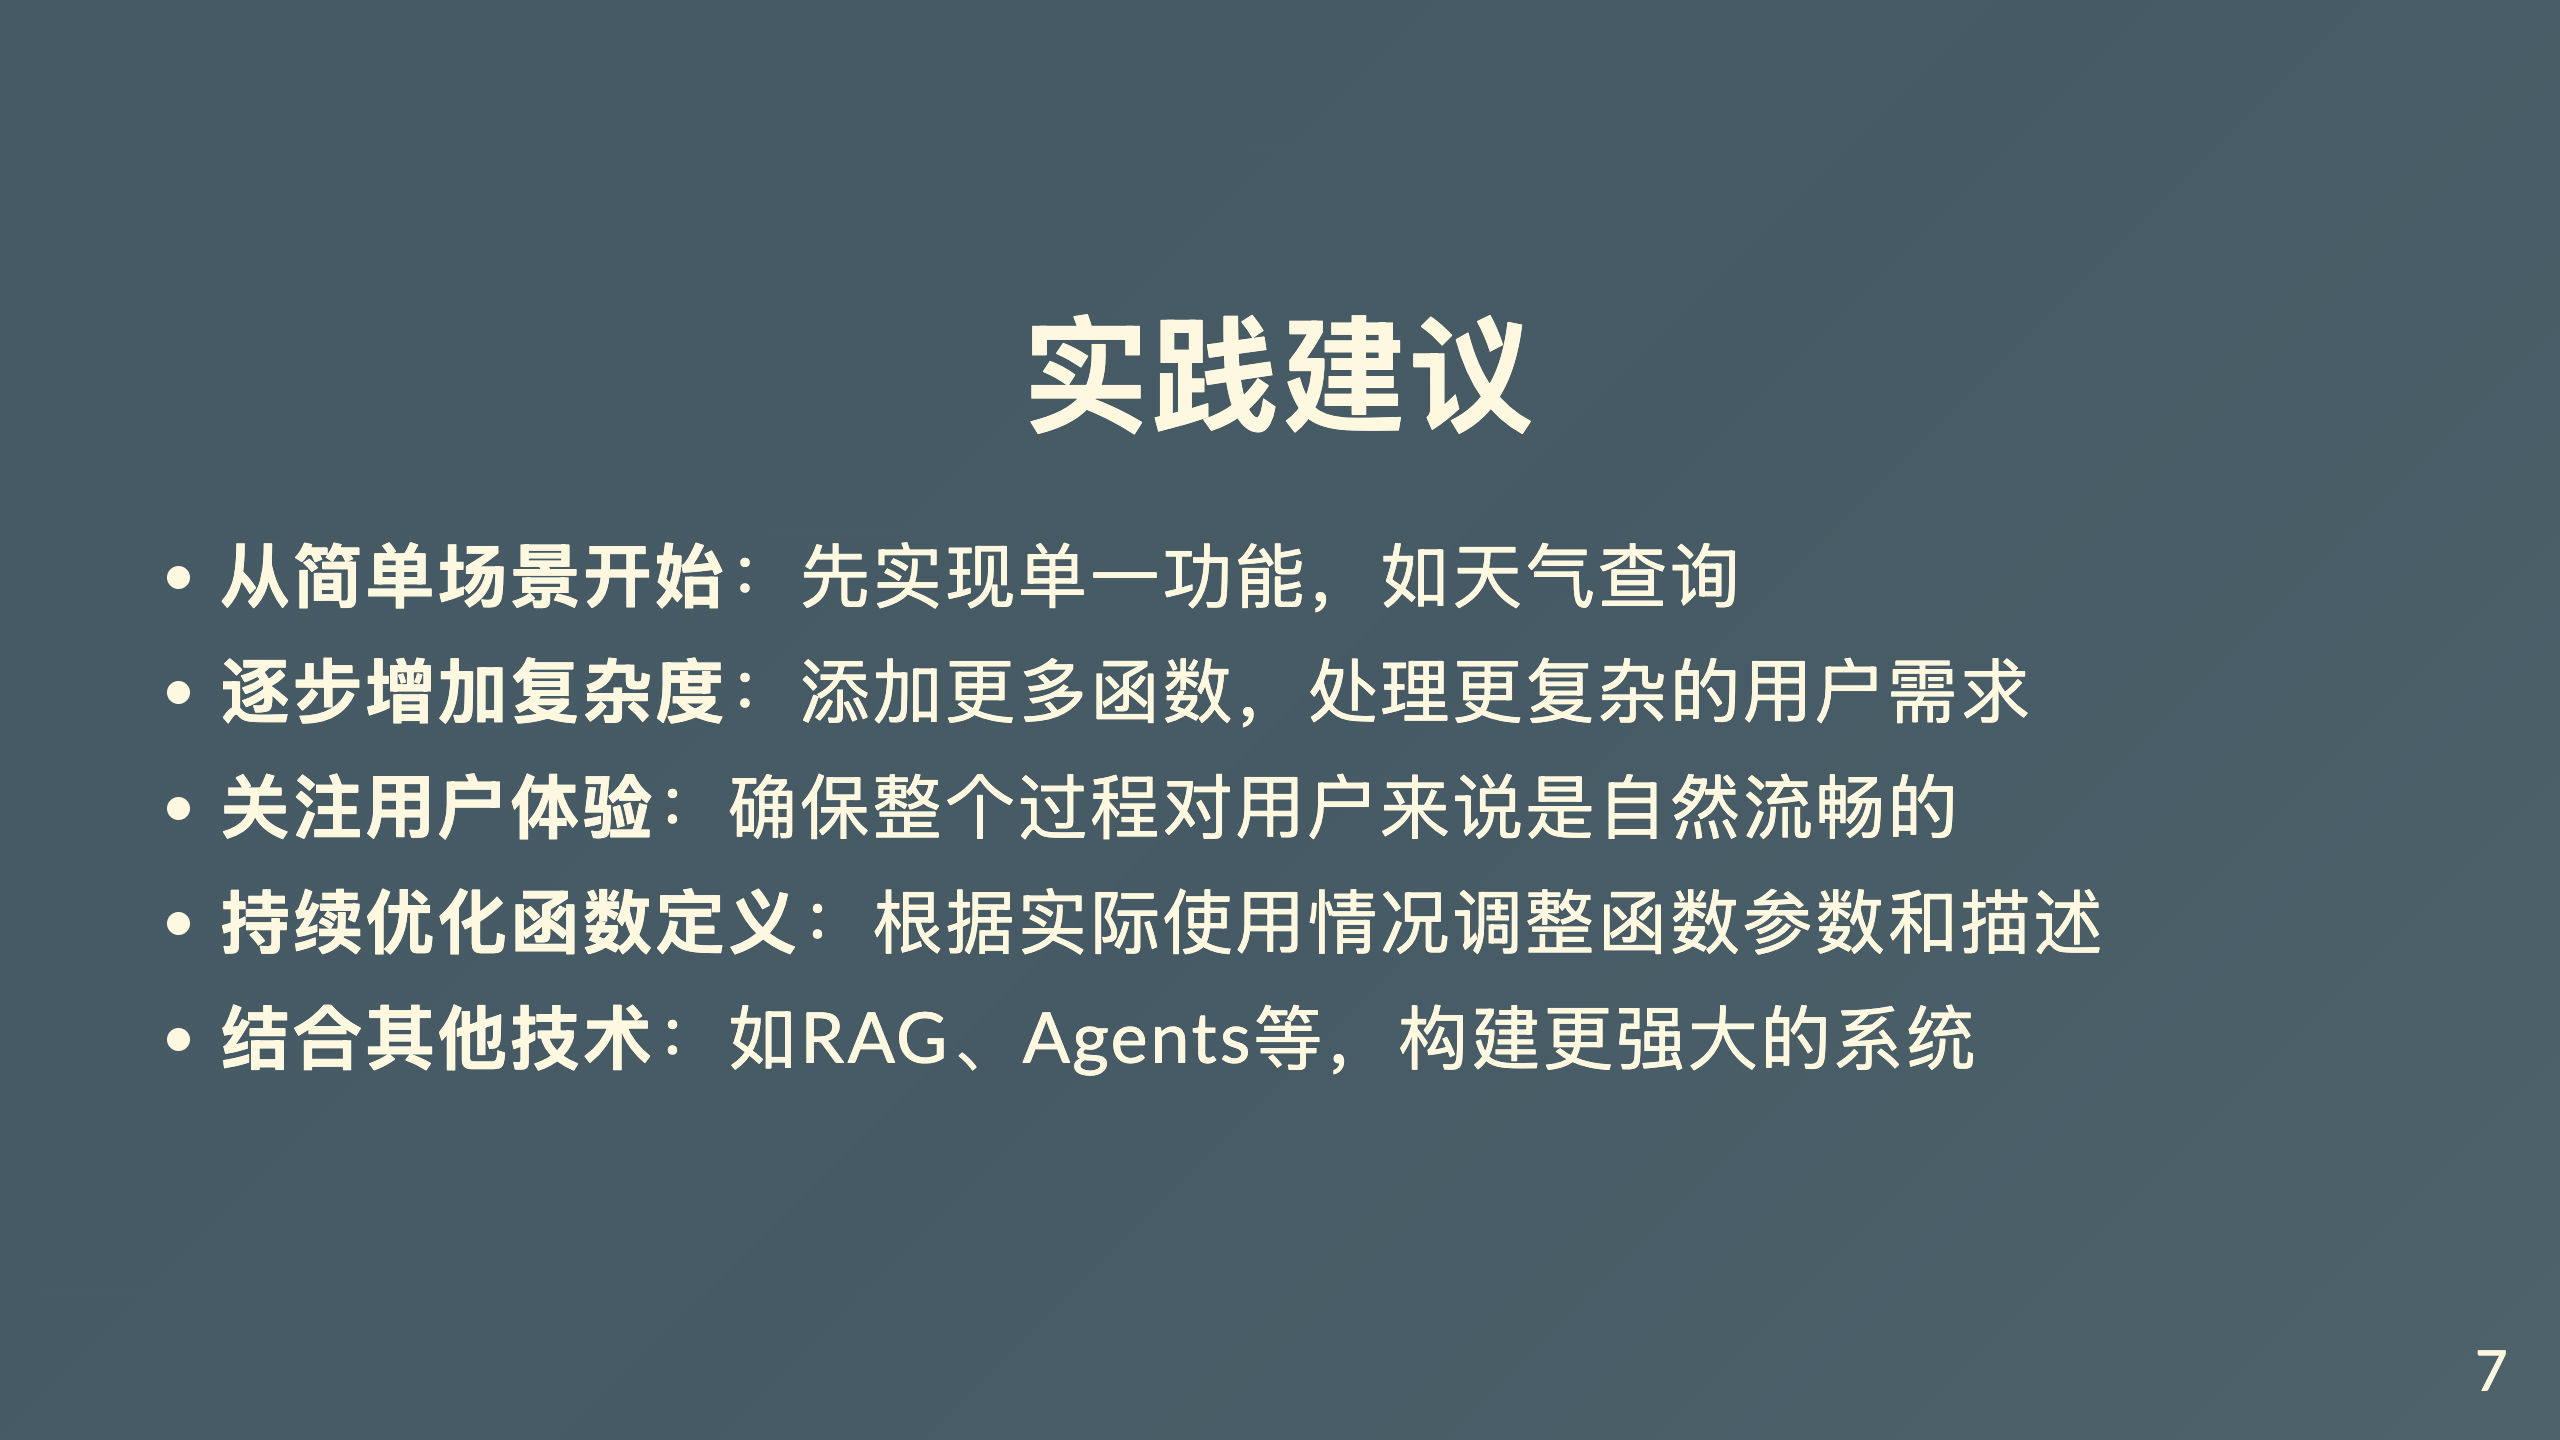 实践建议
• 从简单场景开始：先实现单一功能，如天气查询
• 逐步增加复杂度：添加更多函数，处理更复杂的用户需求
• 关注用户体验：确保整个过程对用户来说是自然流畅的
• 持续优化函数定义：根据实际使用情况调整函数参数和描述
• 结合其他技术：如RAG、Agents等，构建更强大的系统
7